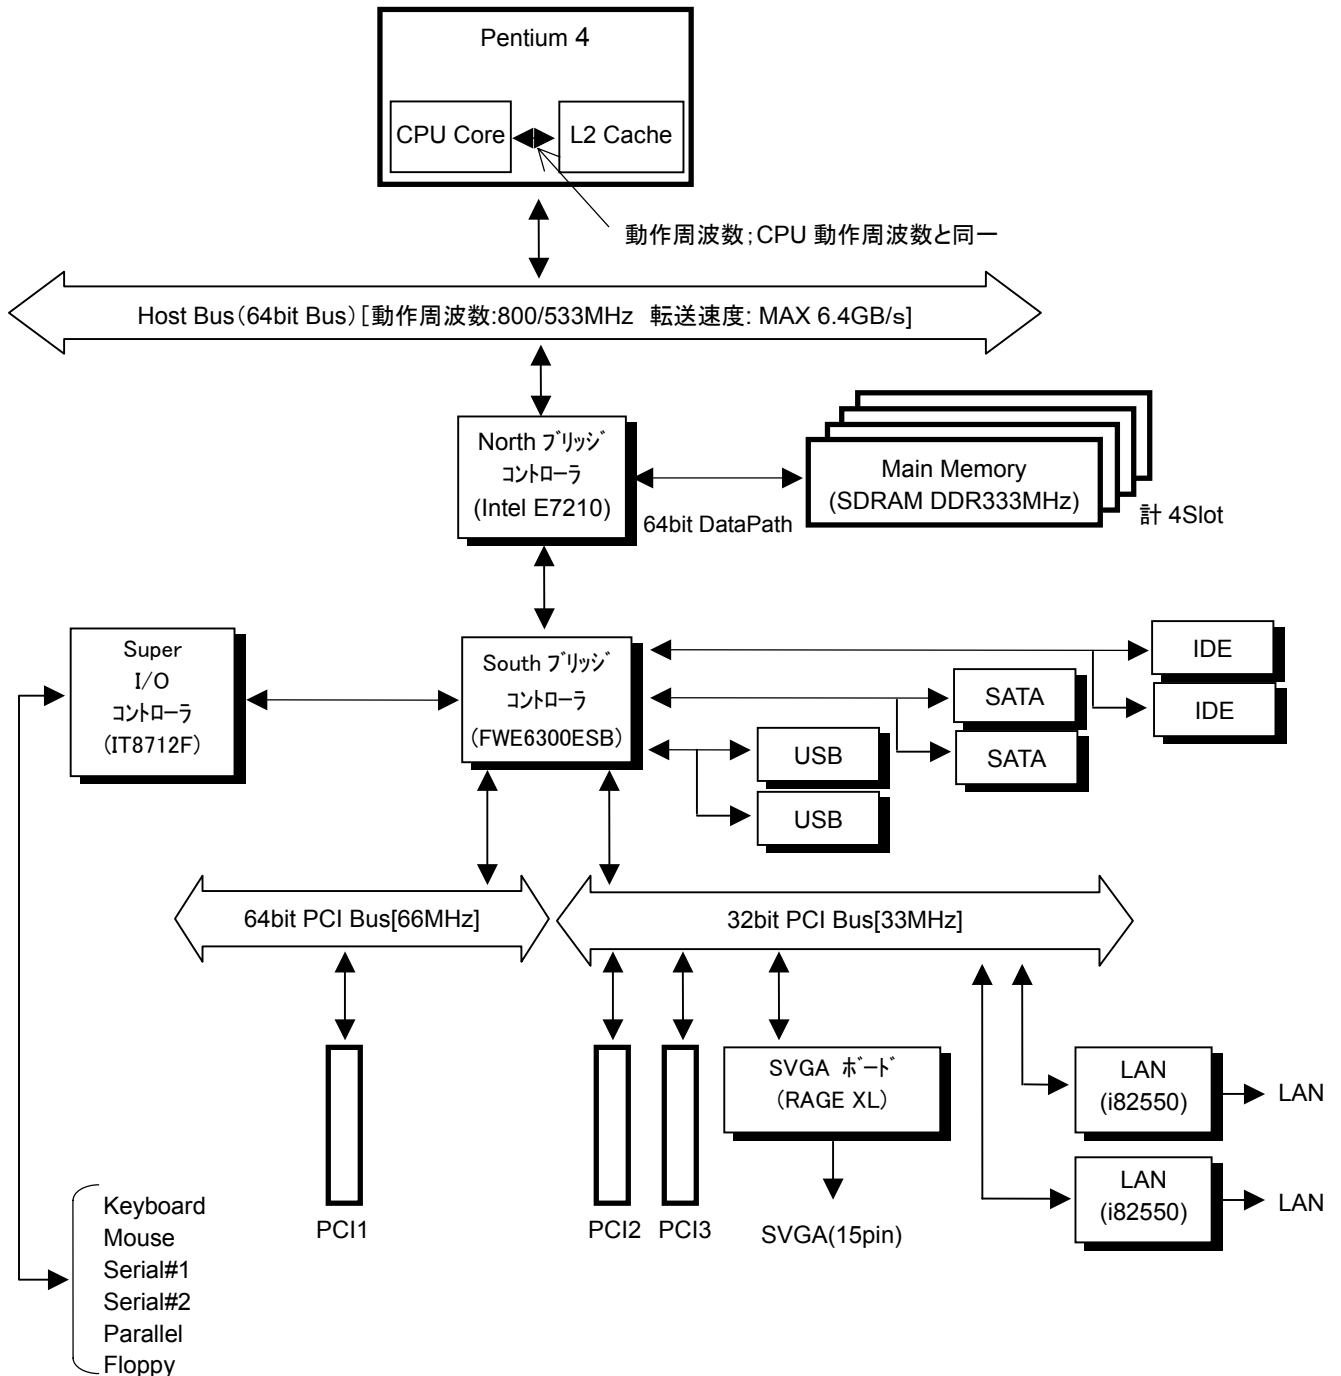 Pentium 4
CPU Core
L2 Cache
動作周波数;CPU 動作周波数と同一
Host Bus(64bit Bus)[動作周波数:800/533MHz 転送速度: MAX 6.4GB/s]
North ブリッジ
コントローラ
(Intel E7210)
Main Memory
(SDRAM DDR333MHz)
64bit DataPath
計 4Slot
Super
I/O
コントローラ
(IT8712F)
South ブリッジ
コントローラ
(FWE6300ESB)
IDE
IDE
SATA
SATA
USB
USB
64bit PCI Bus[66MHz]
32bit PCI Bus[33MHz]
SVGA ボード
(RAGE XL)
LAN
(i82550)
LAN
LAN
(i82550)
LAN
PCI1
PCI2
PCI3
SVGA(15pin)
Keyboard
Mouse
Serial#1
Serial#2
Parallel
Floppy